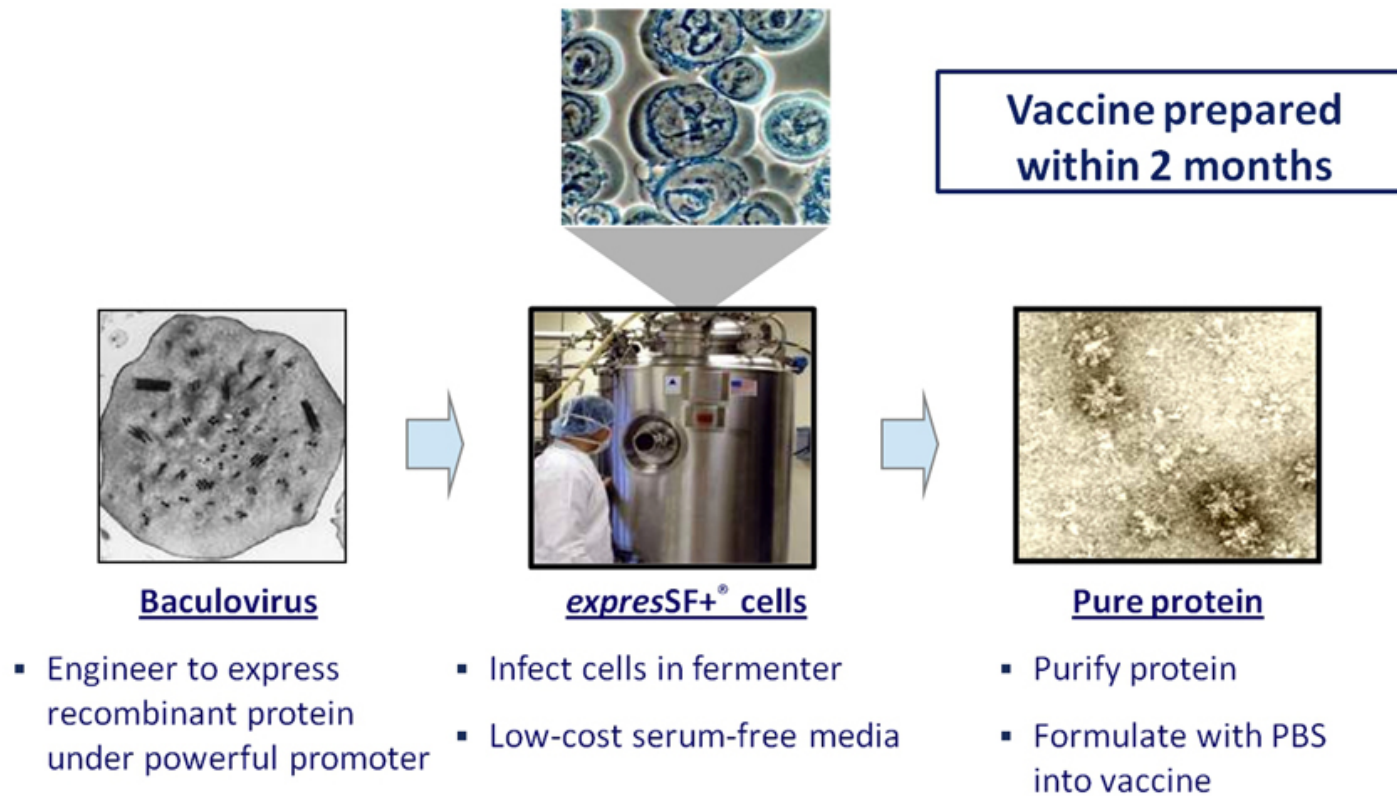 Vaccine prepared
within 2 months
Baculovirus
▪ Engineer to express
recombinant protein
under powerful promoter
expresSF+® cells
▪ Infect cells in fermenter
▪ Low-cost serum-free media
Pure protein
▪ Purify protein
▪ Formulate with PBS
into vaccine